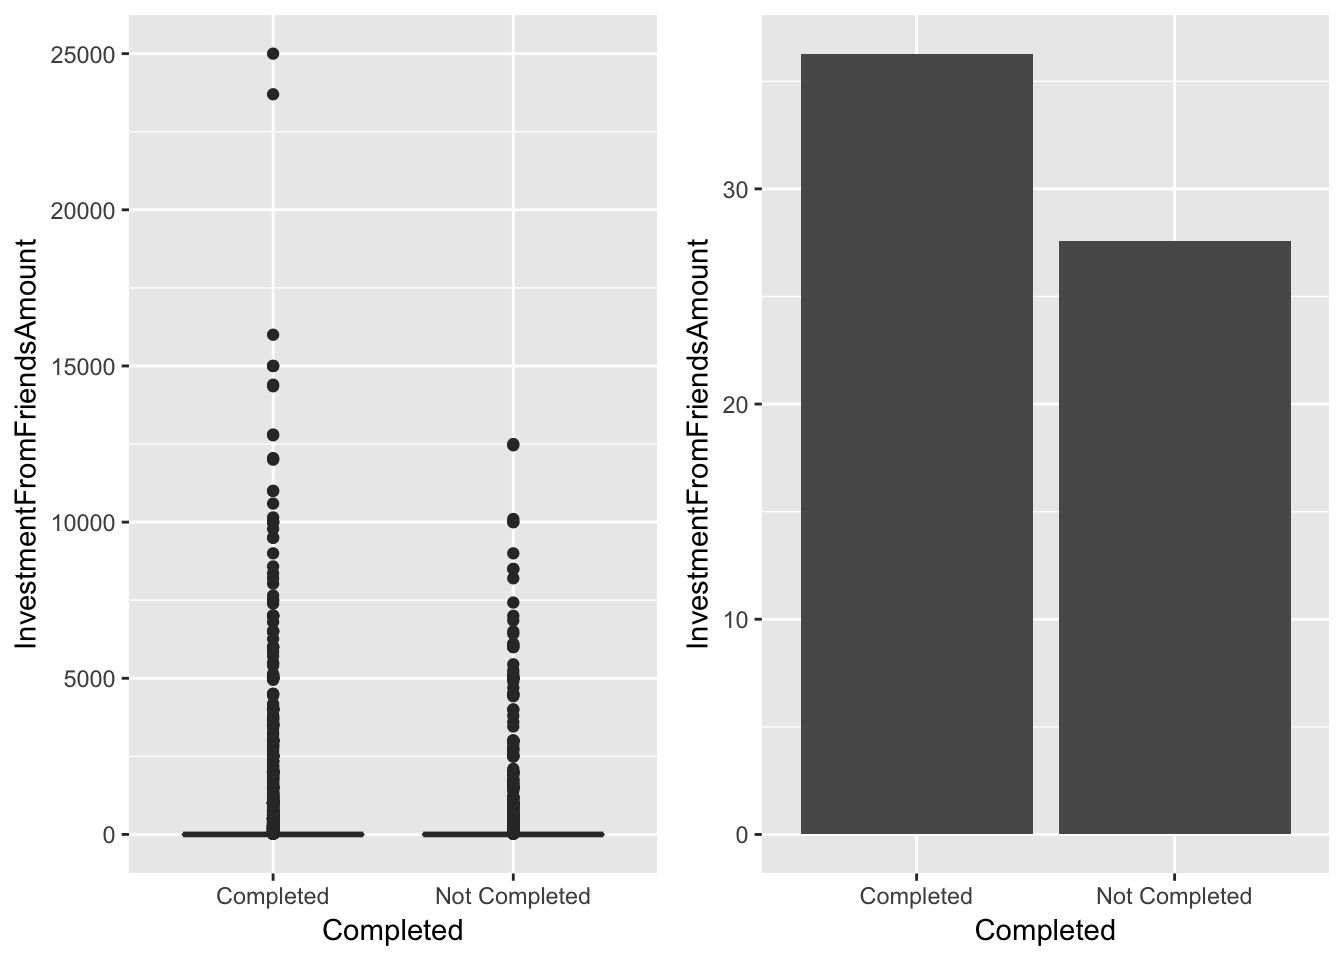 InvestmentFromFriendsAmount
25000
20000
15000
10000
5000
0
Completed
Not Completed
Completed
InvestmentFromFriendsAmount
30
20
10
0
Completed
Not Completed
Completed